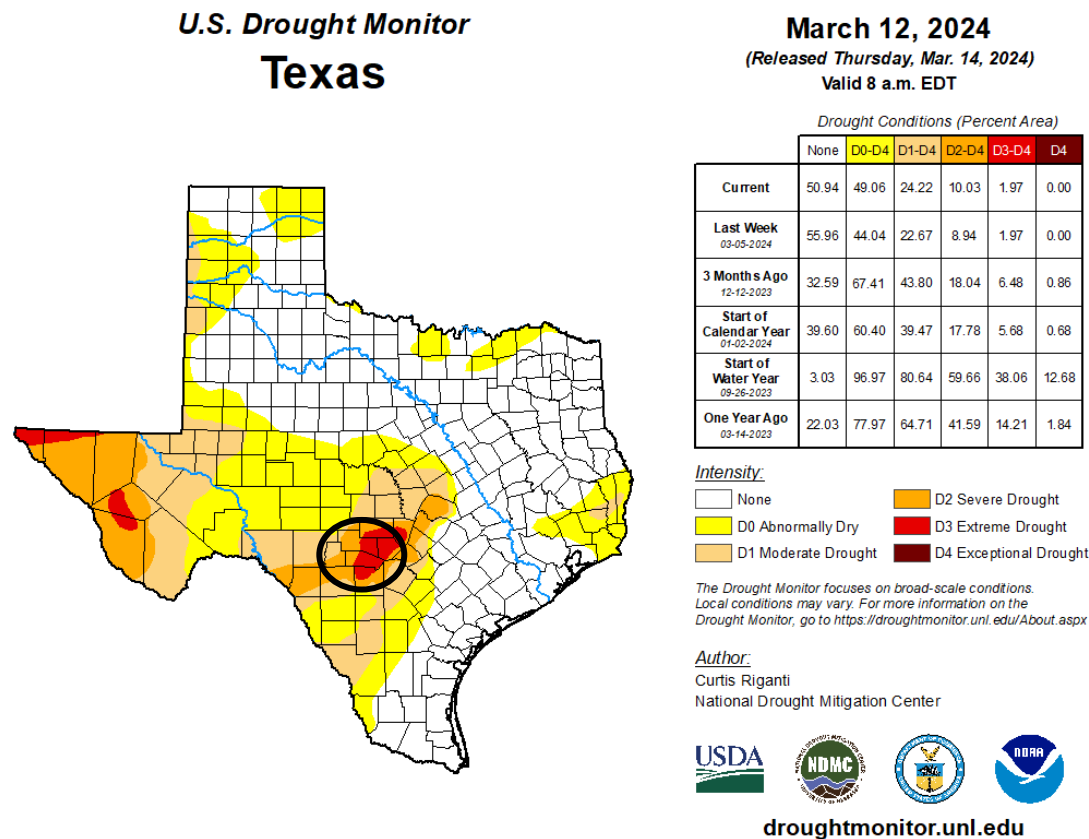 U.S. Drought Monitor
Texas
March 12, 2024
(Released Thursday, Mar. 14, 2024)
Valid 8 a.m. EDT
Drought Conditions (Percent Area)
None D0-D4 D1-D4 D2-D4 D3-D4 D4
Current 50.94 49.06 24.22 10.03 1.97 0.00
Last Week
03-05-2024 55.96 44.04 22.67 8.94 1.97 0.00
3 Months Ago
12-12-2023 32.59 67.41 43.80 18.04 6.48 0.86
Start of
Calendar Year
01-02-2024 39.60 60.40 39.47 17.78 5.68 0.68
Start of
Water Year
09-26-2023 3.03 96.97 80.64 59.66 38.06 12.68
One Year Ago
03-14-2023 22.03 77.97 64.71 41.59 14.21 1.84
Intensity:
None
D0 Abnormally Dry
D1 Moderate Drought
D2 Severe Drought
D3 Extreme Drought
D4 Exceptional Drought
The Drought Monitor focuses on broad-scale conditions.
Local conditions may vary. For more information on the
Drought Monitor, go to https://droughtmonitor.unl.edu/About.aspx
Author:
Curtis Riganti
National Drought Mitigation Center
USDA
NDMC
NOAA
droughtmonitor.unl.edu